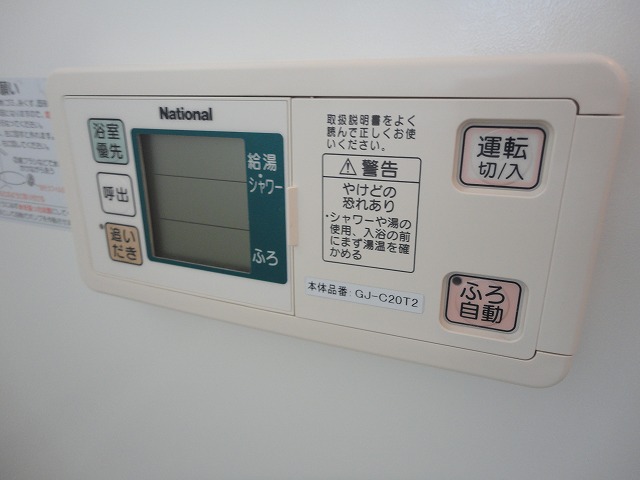 願い
National
浴室
優先
呼出
追い
だき
給湯
シャワー
ふろ
取扱説明書をよく
読んで正しくお使
いください。
警告
やけどの
恐れあり
・シャワーや湯の
使用、入浴の前
にまず湯温を確
かめる
本体品番: GJ-C20T2
運転
切/入
ふろ
自動